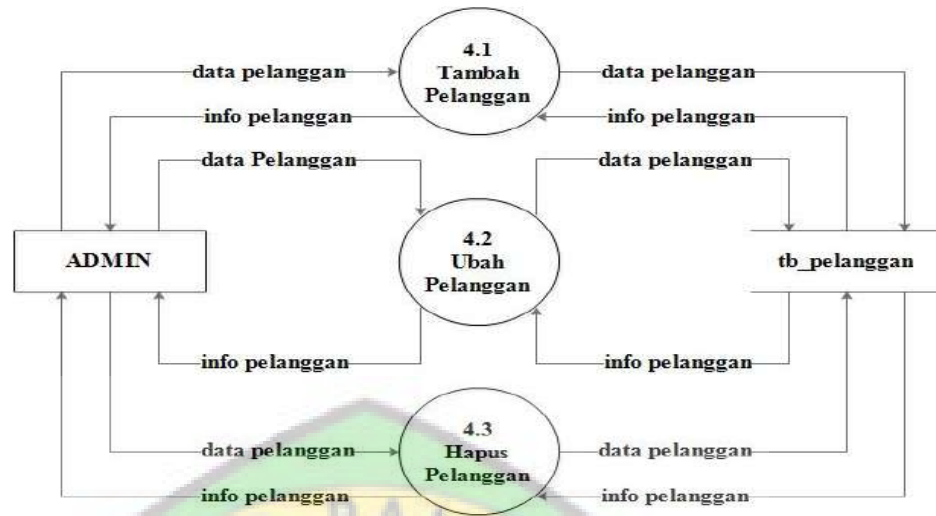 4.1
Tambah
Pelanggan
data pelanggan
data pelanggan
info pelanggan
info pelanggan
data Pelanggan
data pelanggan
4.2
Ubah
Pelanggan
ADMIN
tb_pelanggan
info pelanggan
info pelanggan
4.3
Hapus
Pelanggan
data pelanggan
data pelanggan
info pelanggan
info pelanggan